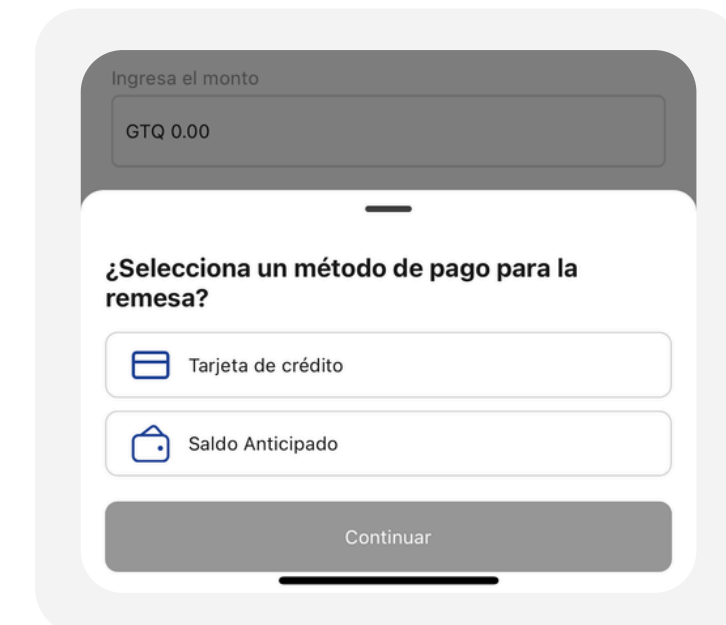 Ingresa el monto
GTQ 0.00
¿Selecciona un método de pago para la
remesa?
Tarjeta de crédito
Saldo Anticipado
Continuar